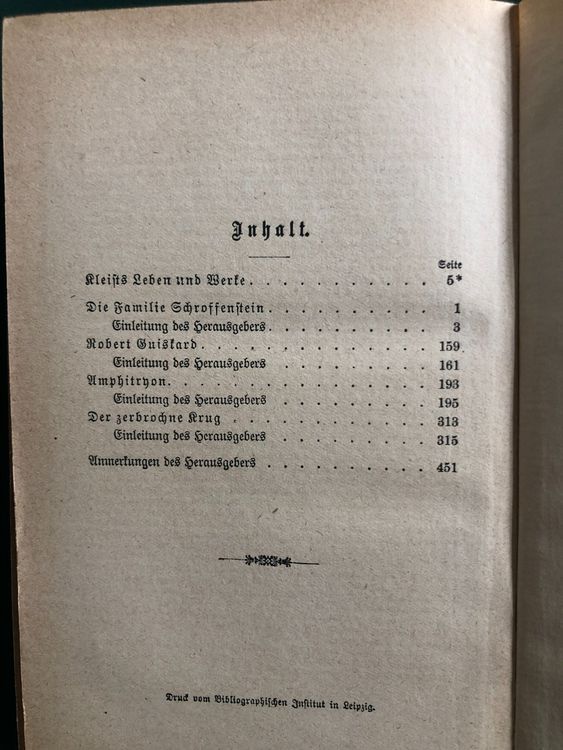 Inhalt.
Seite
Kleists Leben und Werke . . . . . . . . . . . 5*
Die Familie Schroffenstein . . . . . . . . . . 1
Einleitung des Herausgebers . . . . . . . . . . 3
Robert Guiskard . . . . . . . . . . . . . 159
Einleitung des Herausgebers . . . . . . . . . 161
Amphitryon. . . . . . . . . . . . . . . 193
Einleitung des Herausgebers . . . . . . . . . 195
Der zerbrochne Krug . . . . . . . . . . . . 313
Einleitung des Herausgebers . . . . . . . . . 315
Anmerkungen des Herausgebers . . . . . . . . . . 451
Druck vom Bibliographischen Institut in Leipzig.